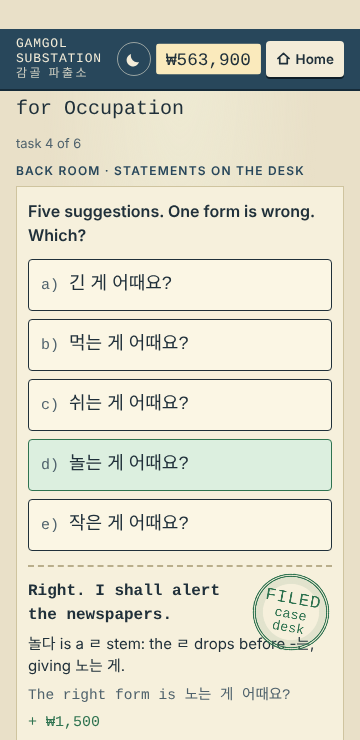 GAMGOL
SUBSTATION
감골 파출소
₩563,900
Home
for Occupation
task 4 of 6
BACK ROOM · STATEMENTS ON THE DESK
Five suggestions. One form is wrong.
Which?
a) 긴 게 어때요?
b) 먹는 게 어때요?
c) 쉬는 게 어때요?
d) 놀는 게 어때요?
e) 작은 게 어때요?
Right. I shall alert
the newspapers.
FILED
case
desk
놀다 is a ㄹ stem: the ㄹ drops before -는,
giving 노는 게.
The right form is 노는 게 어때요?
+ ₩1,500